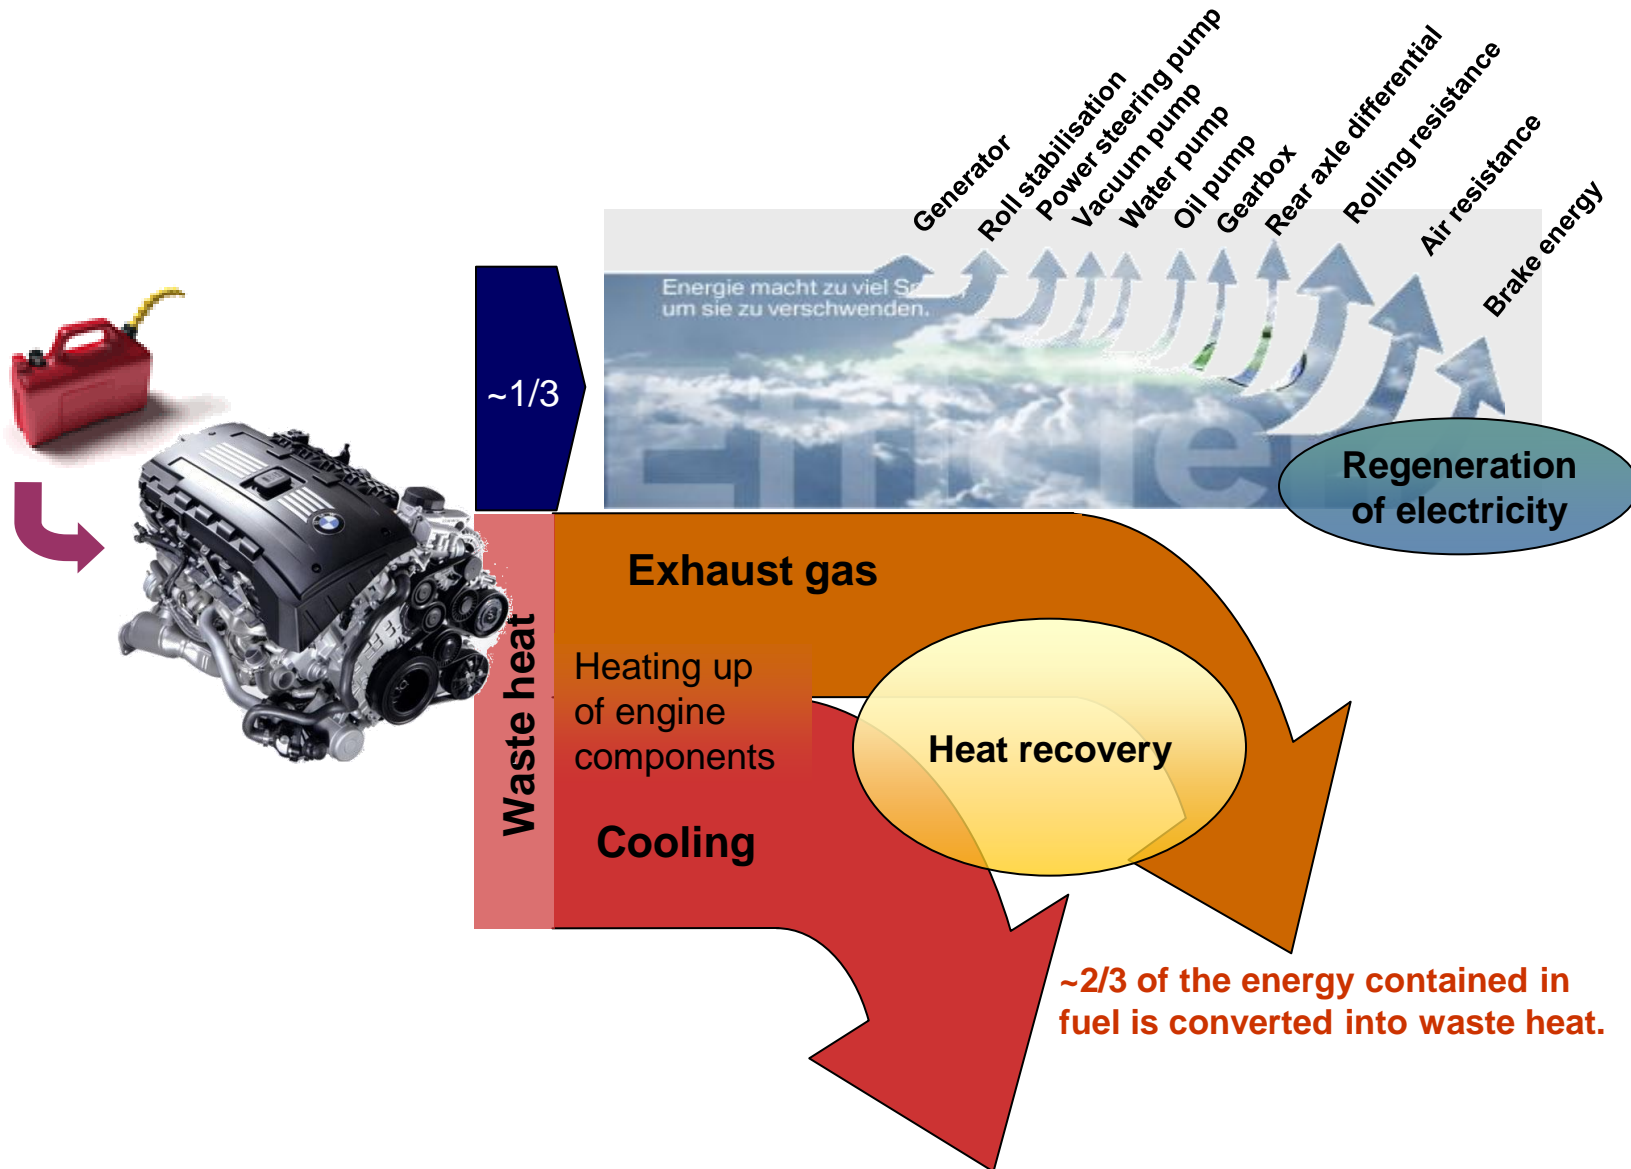 Generator
Roll stabilisation
Power steering pump
Vacuum pump
Water pump
Oil pump
Gearbox
Rear axle differential
Rolling resistance
Air resistance
Brake energy
Energie macht zu viel
um sie zu verschwenden.
~1/3
Regeneration
of electricity
Exhaust gas
Waste heat
Heating up
of engine
components
Heat recovery
Cooling
~2/3 of the energy contained in
fuel is converted into waste heat.